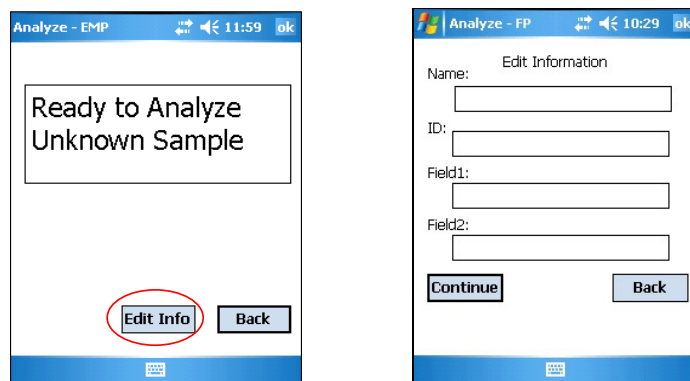 Analyze - EMP 11:59 ok
Ready to Analyze
Unknown Sample
Edit Info Back
Analyze - FP 10:29 ok
Edit Information
Name:
ID:
Field1:
Field2:
Continue Back